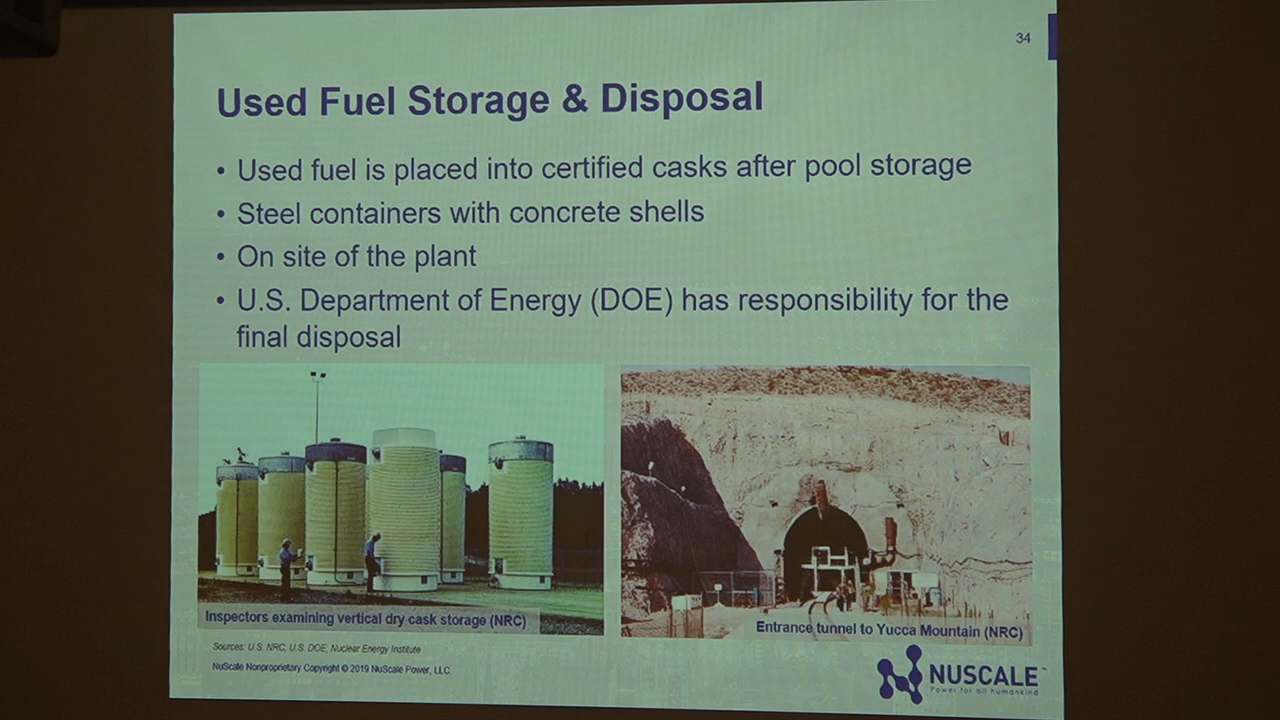 34
Used Fuel Storage & Disposal
• Used fuel is placed into certified casks after pool storage
• Steel containers with concrete shells
• On site of the plant
• U.S. Department of Energy (DOE) has responsibility for the
final disposal
Inspectors examining vertical dry cask storage (NRC)
Entrance tunnel to Yucca Mountain (NRC)
Sources: U.S. NRC; U.S. DOE, Nuclear Energy Institute
NuScale Nonproprietary Copyright © 2019 NuScale Power, LLC.
NUSCALE™
Power for all humankind